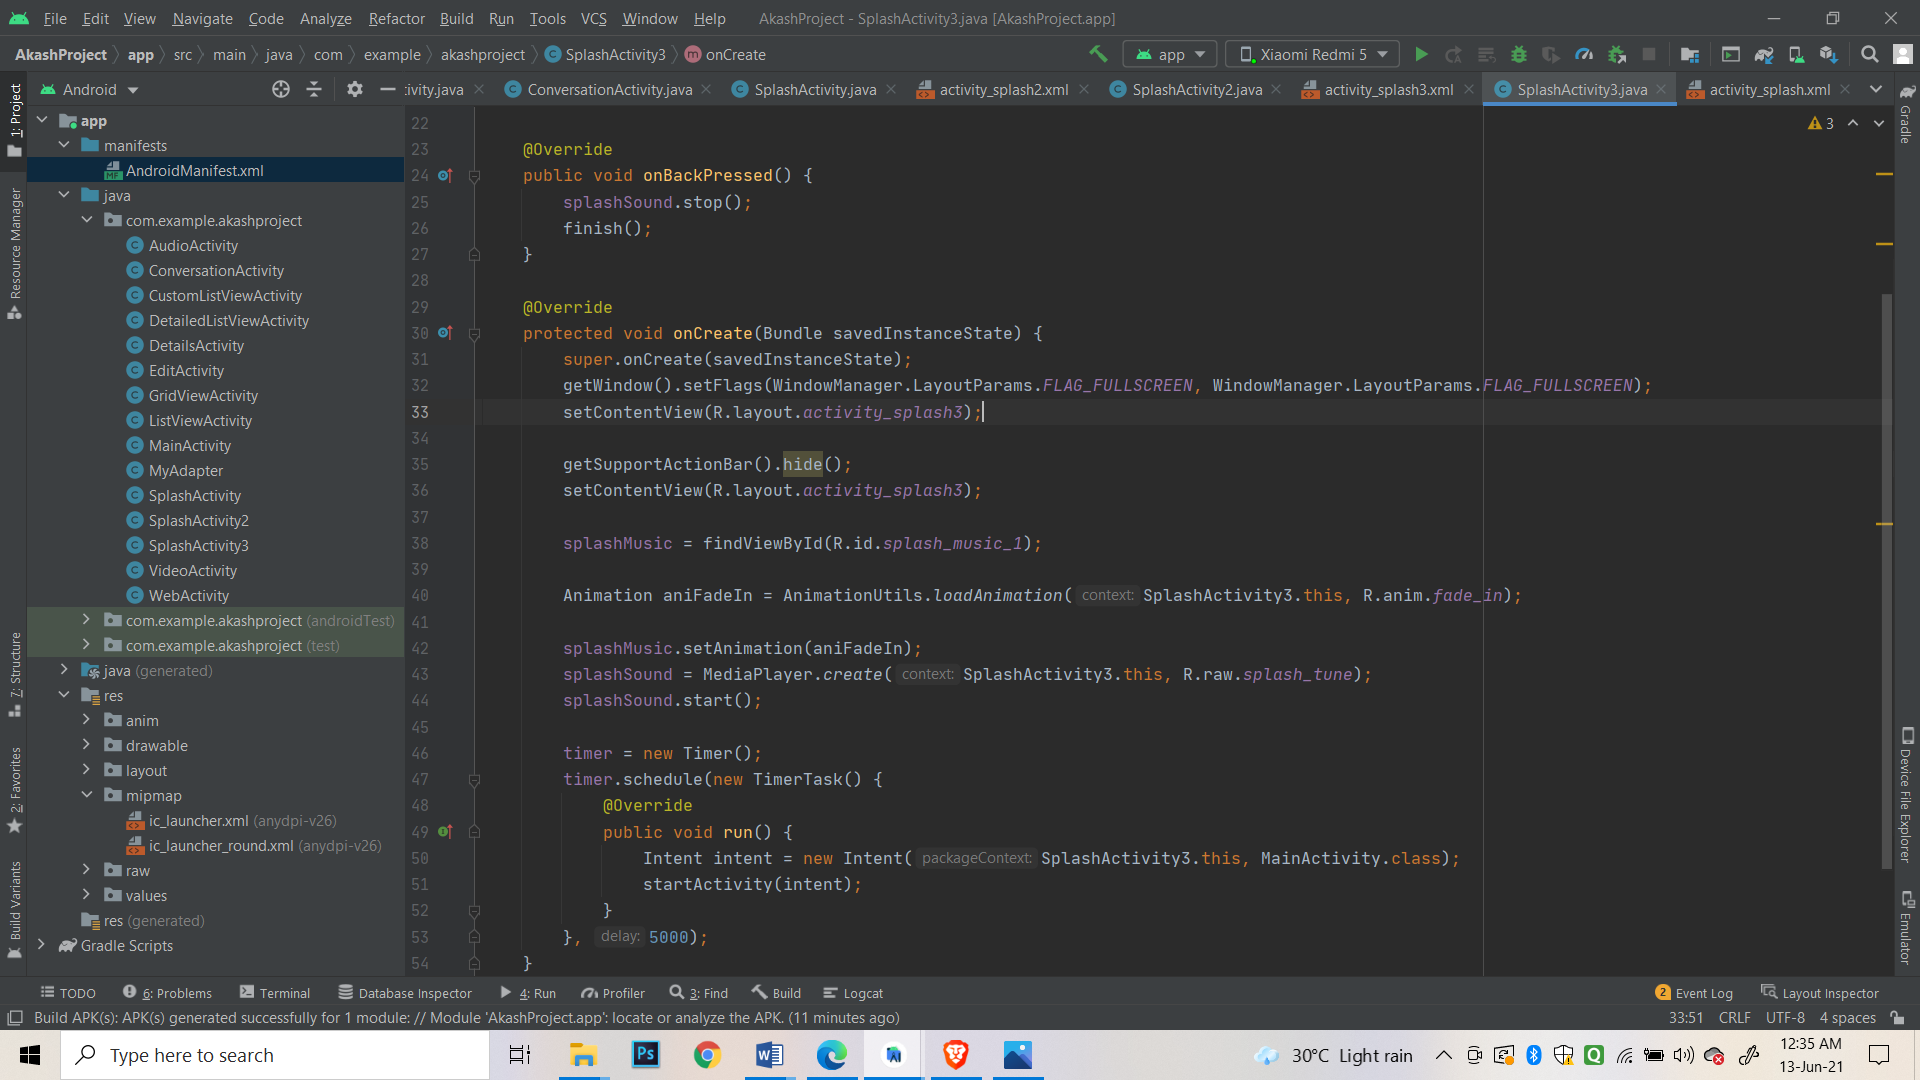 File Edit View Navigate Code Analyze Refactor Build Run Tools VCS Window Help AkashProject - SplashActivity3.java [AkashProject.app]
AkashProject app src main java com example akashproject SplashActivity3 onCreate app Xiaomi Redmi 5
Android ivity.java ConversationActivity.java SplashActivity.java activity_splash2.xml SplashActivity2.java activity_splash3.xml SplashActivity3.java activity_splash.xml
1: Project
Resource Manager
7: Structure
2: Favorites
Build Variants
app
manifests
AndroidManifest.xml
java
com.example.akashproject
AudioActivity
ConversationActivity
CustomListViewActivity
DetailedListViewActivity
DetailsActivity
EditActivity
GridViewActivity
ListViewActivity
MainActivity
MyAdapter
SplashActivity
SplashActivity2
SplashActivity3
VideoActivity
WebActivity
com.example.akashproject (androidTest)
com.example.akashproject (test)
java (generated)
res
anim
drawable
layout
mipmap
ic_launcher.xml (anydpi-v26)
ic_launcher_round.xml (anydpi-v26)
raw
values
res (generated)
Gradle Scripts
3
22
23 @Override
24 public void onBackPressed() {
25 splashSound.stop();
26 finish();
27 }
28
29 @Override
30 protected void onCreate(Bundle savedInstanceState) {
31 super.onCreate(savedInstanceState);
32 getWindow().setFlags(WindowManager.LayoutParams.FLAG_FULLSCREEN, WindowManager.LayoutParams.FLAG_FULLSCREEN);
33 setContentView(R.layout.activity_splash3);
34
35 getSupportActionBar().hide();
36 setContentView(R.layout.activity_splash3);
37
38 splashMusic = findViewById(R.id.splash_music_1);
39
40 Animation aniFadeIn = AnimationUtils.loadAnimation( context: SplashActivity3.this, R.anim.fade_in);
41
42 splashMusic.setAnimation(aniFadeIn);
43 splashSound = MediaPlayer.create( context: SplashActivity3.this, R.raw.splash_tune);
44 splashSound.start();
45
46 timer = new Timer();
47 timer.schedule(new TimerTask() {
48 @Override
49 public void run() {
50 Intent intent = new Intent( packageContext: SplashActivity3.this, MainActivity.class);
51 startActivity(intent);
52 }
53 }, delay: 5000);
54 }
Gradle
Device File Explorer
Emulator
TODO 6: Problems Terminal Database Inspector 4: Run Profiler 3: Find Build Logcat 2 Event Log Layout Inspector
Build APK(s): APK(s) generated successfully for 1 module: // Module 'AkashProject.app': locate or analyze the APK. (11 minutes ago) 33:51 CRLF UTF-8 4 spaces
Type here to search Ps W Q 30°C Light rain 12:35 AM
13-Jun-21